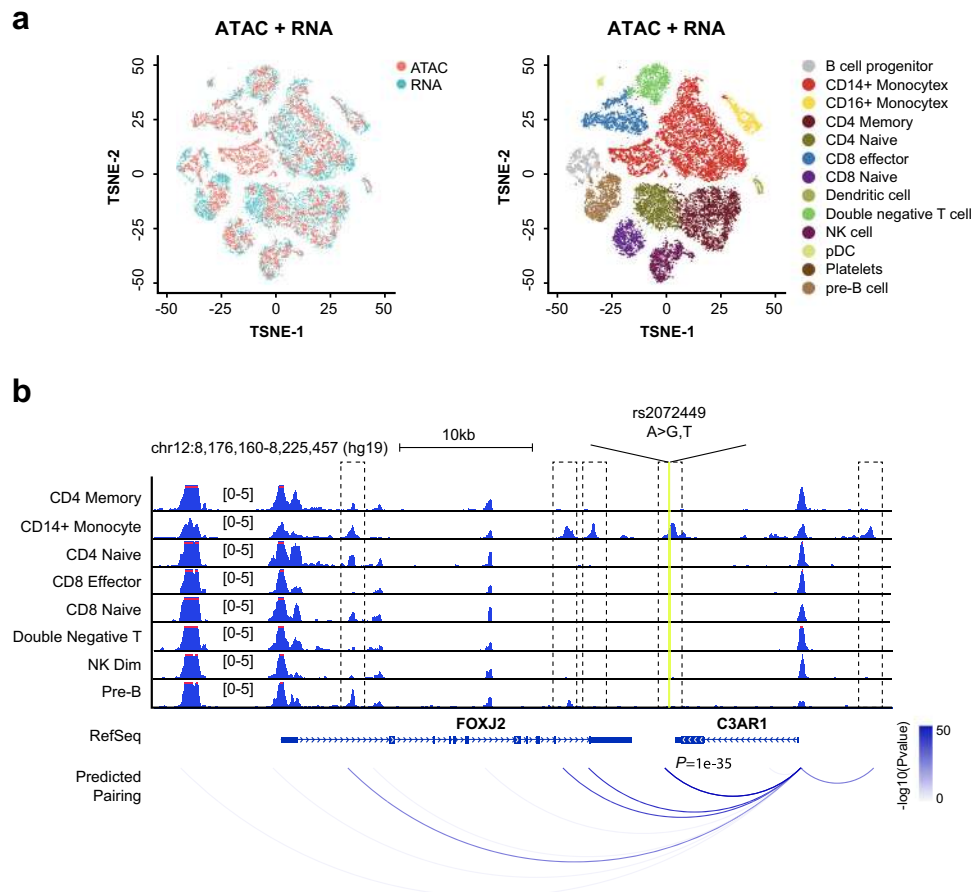 a
ATAC + RNA
50
25
0
-25
-50
TSNE-2
-50 -25 0 25 50
TSNE-1
ATAC
RNA
ATAC + RNA
50
25
0
-25
-50
TSNE-2
-50 -25 0 25 50
TSNE-1
B cell progenitor
CD14+ Monocytex
CD16+ Monocytex
CD4 Memory
CD4 Naive
CD8 effector
CD8 Naive
Dendritic cell
Double negative T cell
NK cell
pDC
Platelets
pre-B cell
b
rs2072449
A>G,T
chr12:8,176,160-8,225,457 (hg19)
10kb
CD4 Memory [0-5]
CD14+ Monocyte [0-5]
CD4 Naive [0-5]
CD8 Effector [0-5]
CD8 Naive [0-5]
Double Negative T [0-5]
NK Dim [0-5]
Pre-B [0-5]
FOXJ2 C3AR1
RefSeq
P=1e-35
Predicted
Pairing
50
0
-log10(Pvalue)